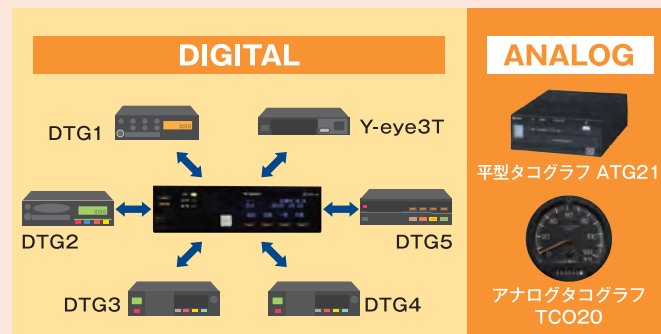 DIGITAL
ANALOG
DTG1
Y-eye3T
平型タコグラフ ATG21
DTG2
DTG5
DTG3
DTG4
アナログタコグラフ
TCO20